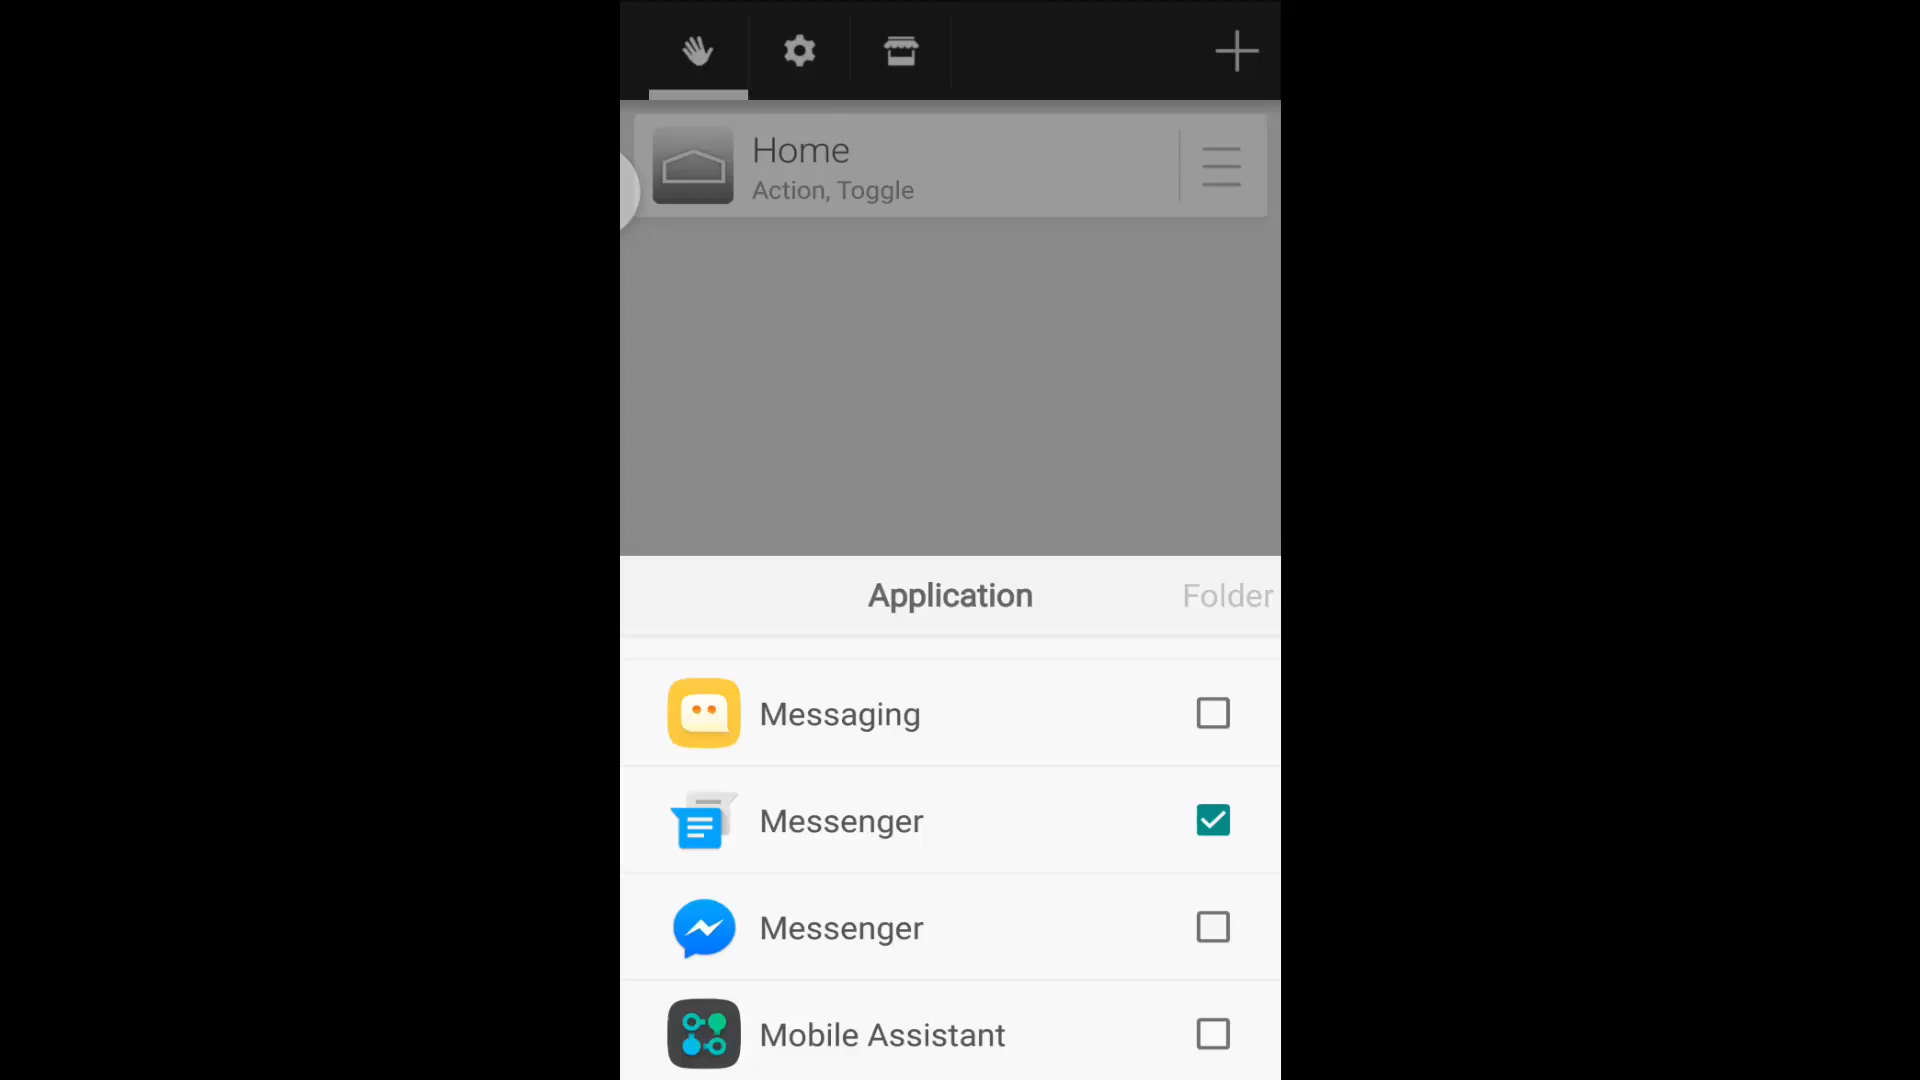 Home
Action, Toggle
Application
Folder
Messaging
Messenger
Messenger
Mobile Assistant